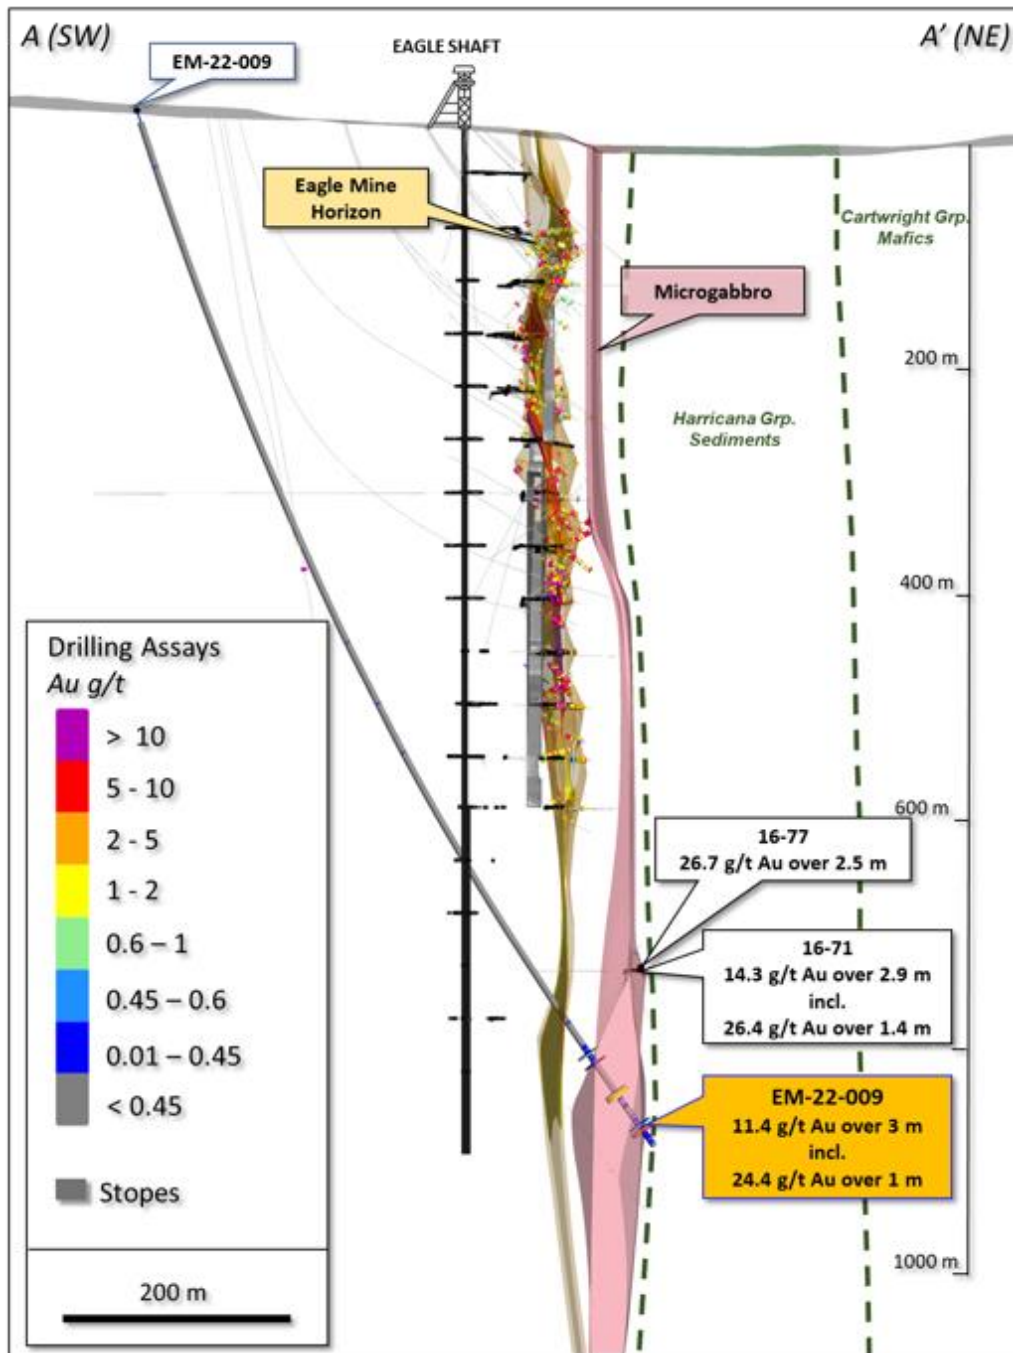 A (SW)
A' (NE)
EM-22-009
EAGLE SHAFT
Eagle Mine
Horizon
Cartwright Grp.
Mafics
Microgabbro
200 m
Harricana Grp.
Sediments
400 m
Drilling Assays
Au g/t
> 10
5 - 10
2 - 5
1 - 2
0.6 – 1
0.45 – 0.6
0.01 – 0.45
< 0.45
Stopes
200 m
600 m
16-77
26.7 g/t Au over 2.5 m
16-71
14.3 g/t Au over 2.9 m
incl.
26.4 g/t Au over 1.4 m
EM-22-009
11.4 g/t Au over 3 m
incl.
24.4 g/t Au over 1 m
1000 m